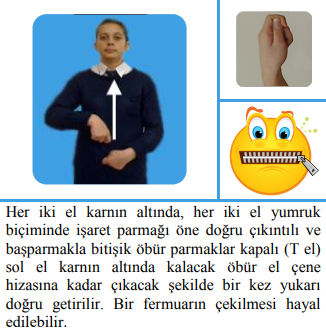 Her iki el karnın altında, her iki el yumruk
biçiminde işaret parmağı öne doğru çıkıntılı ve
başparmakla bitişik öbür parmaklar kapalı (T el)
sol el karnın altında kalacak öbür el çene
hizasına kadar çıkacak şekilde bir kez yukarı
doğru getirilir. Bir fermuarın çekilmesi hayal
edilebilir.